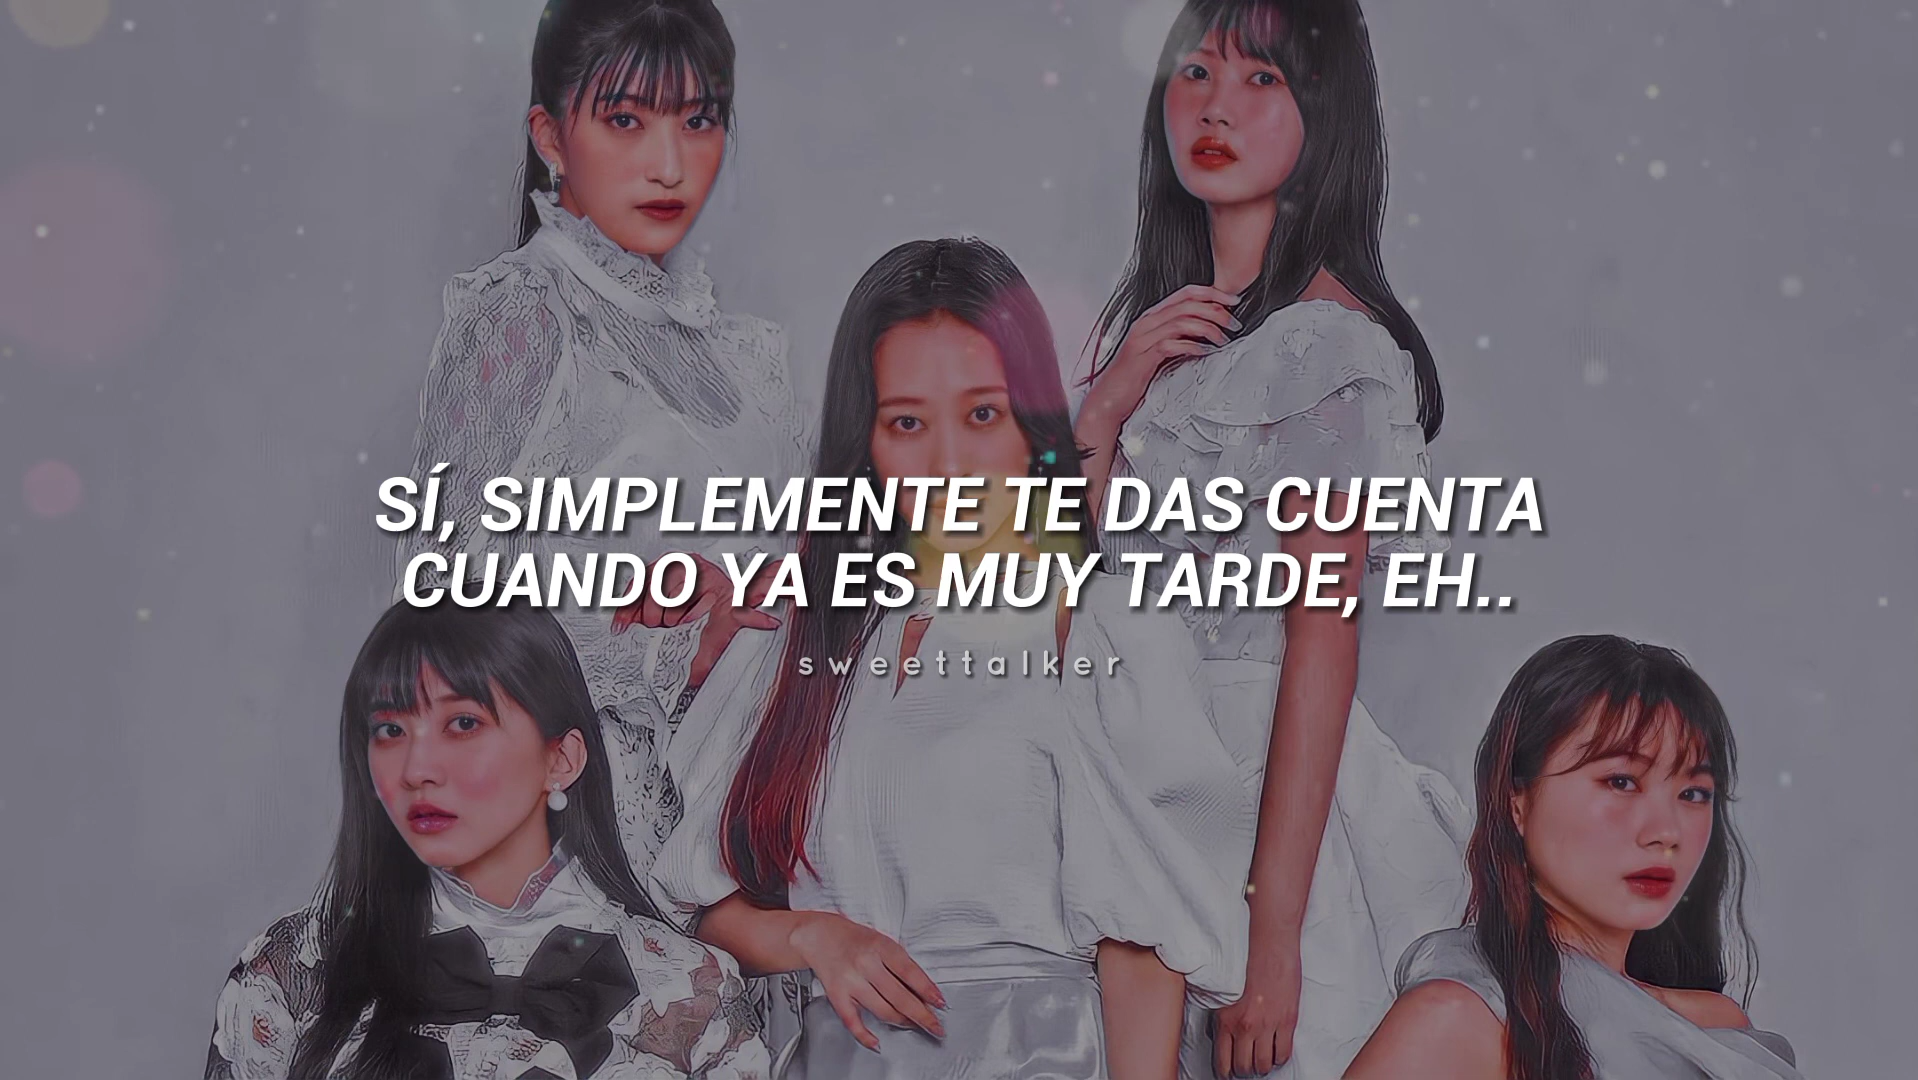 SÍ, SIMPLEMENTE TE DAS CUENTA
CUANDO YA ES MUY TARDE, EH..
sweettalker